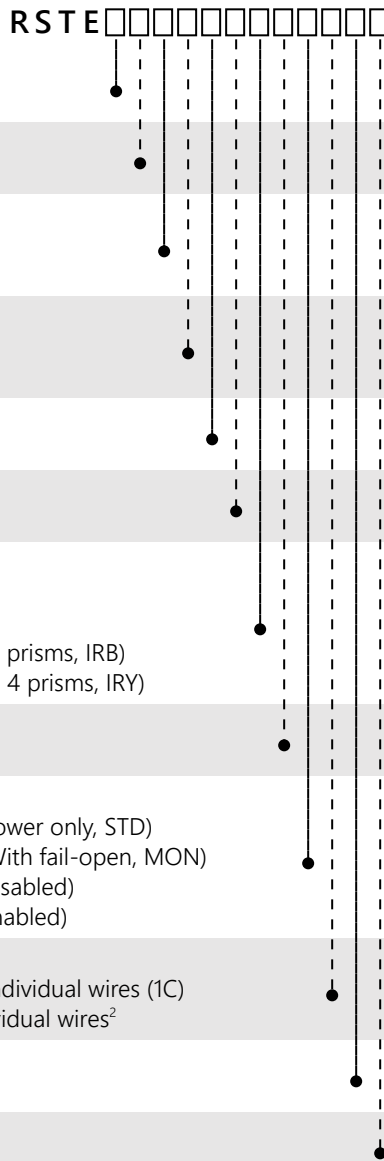 RSTE
prisms, IRB)
4 prisms, IRY)
ower only, STD)
With fail-open, MON)
sabled)
nabled)
dividual wires (1C)
vidual wires²